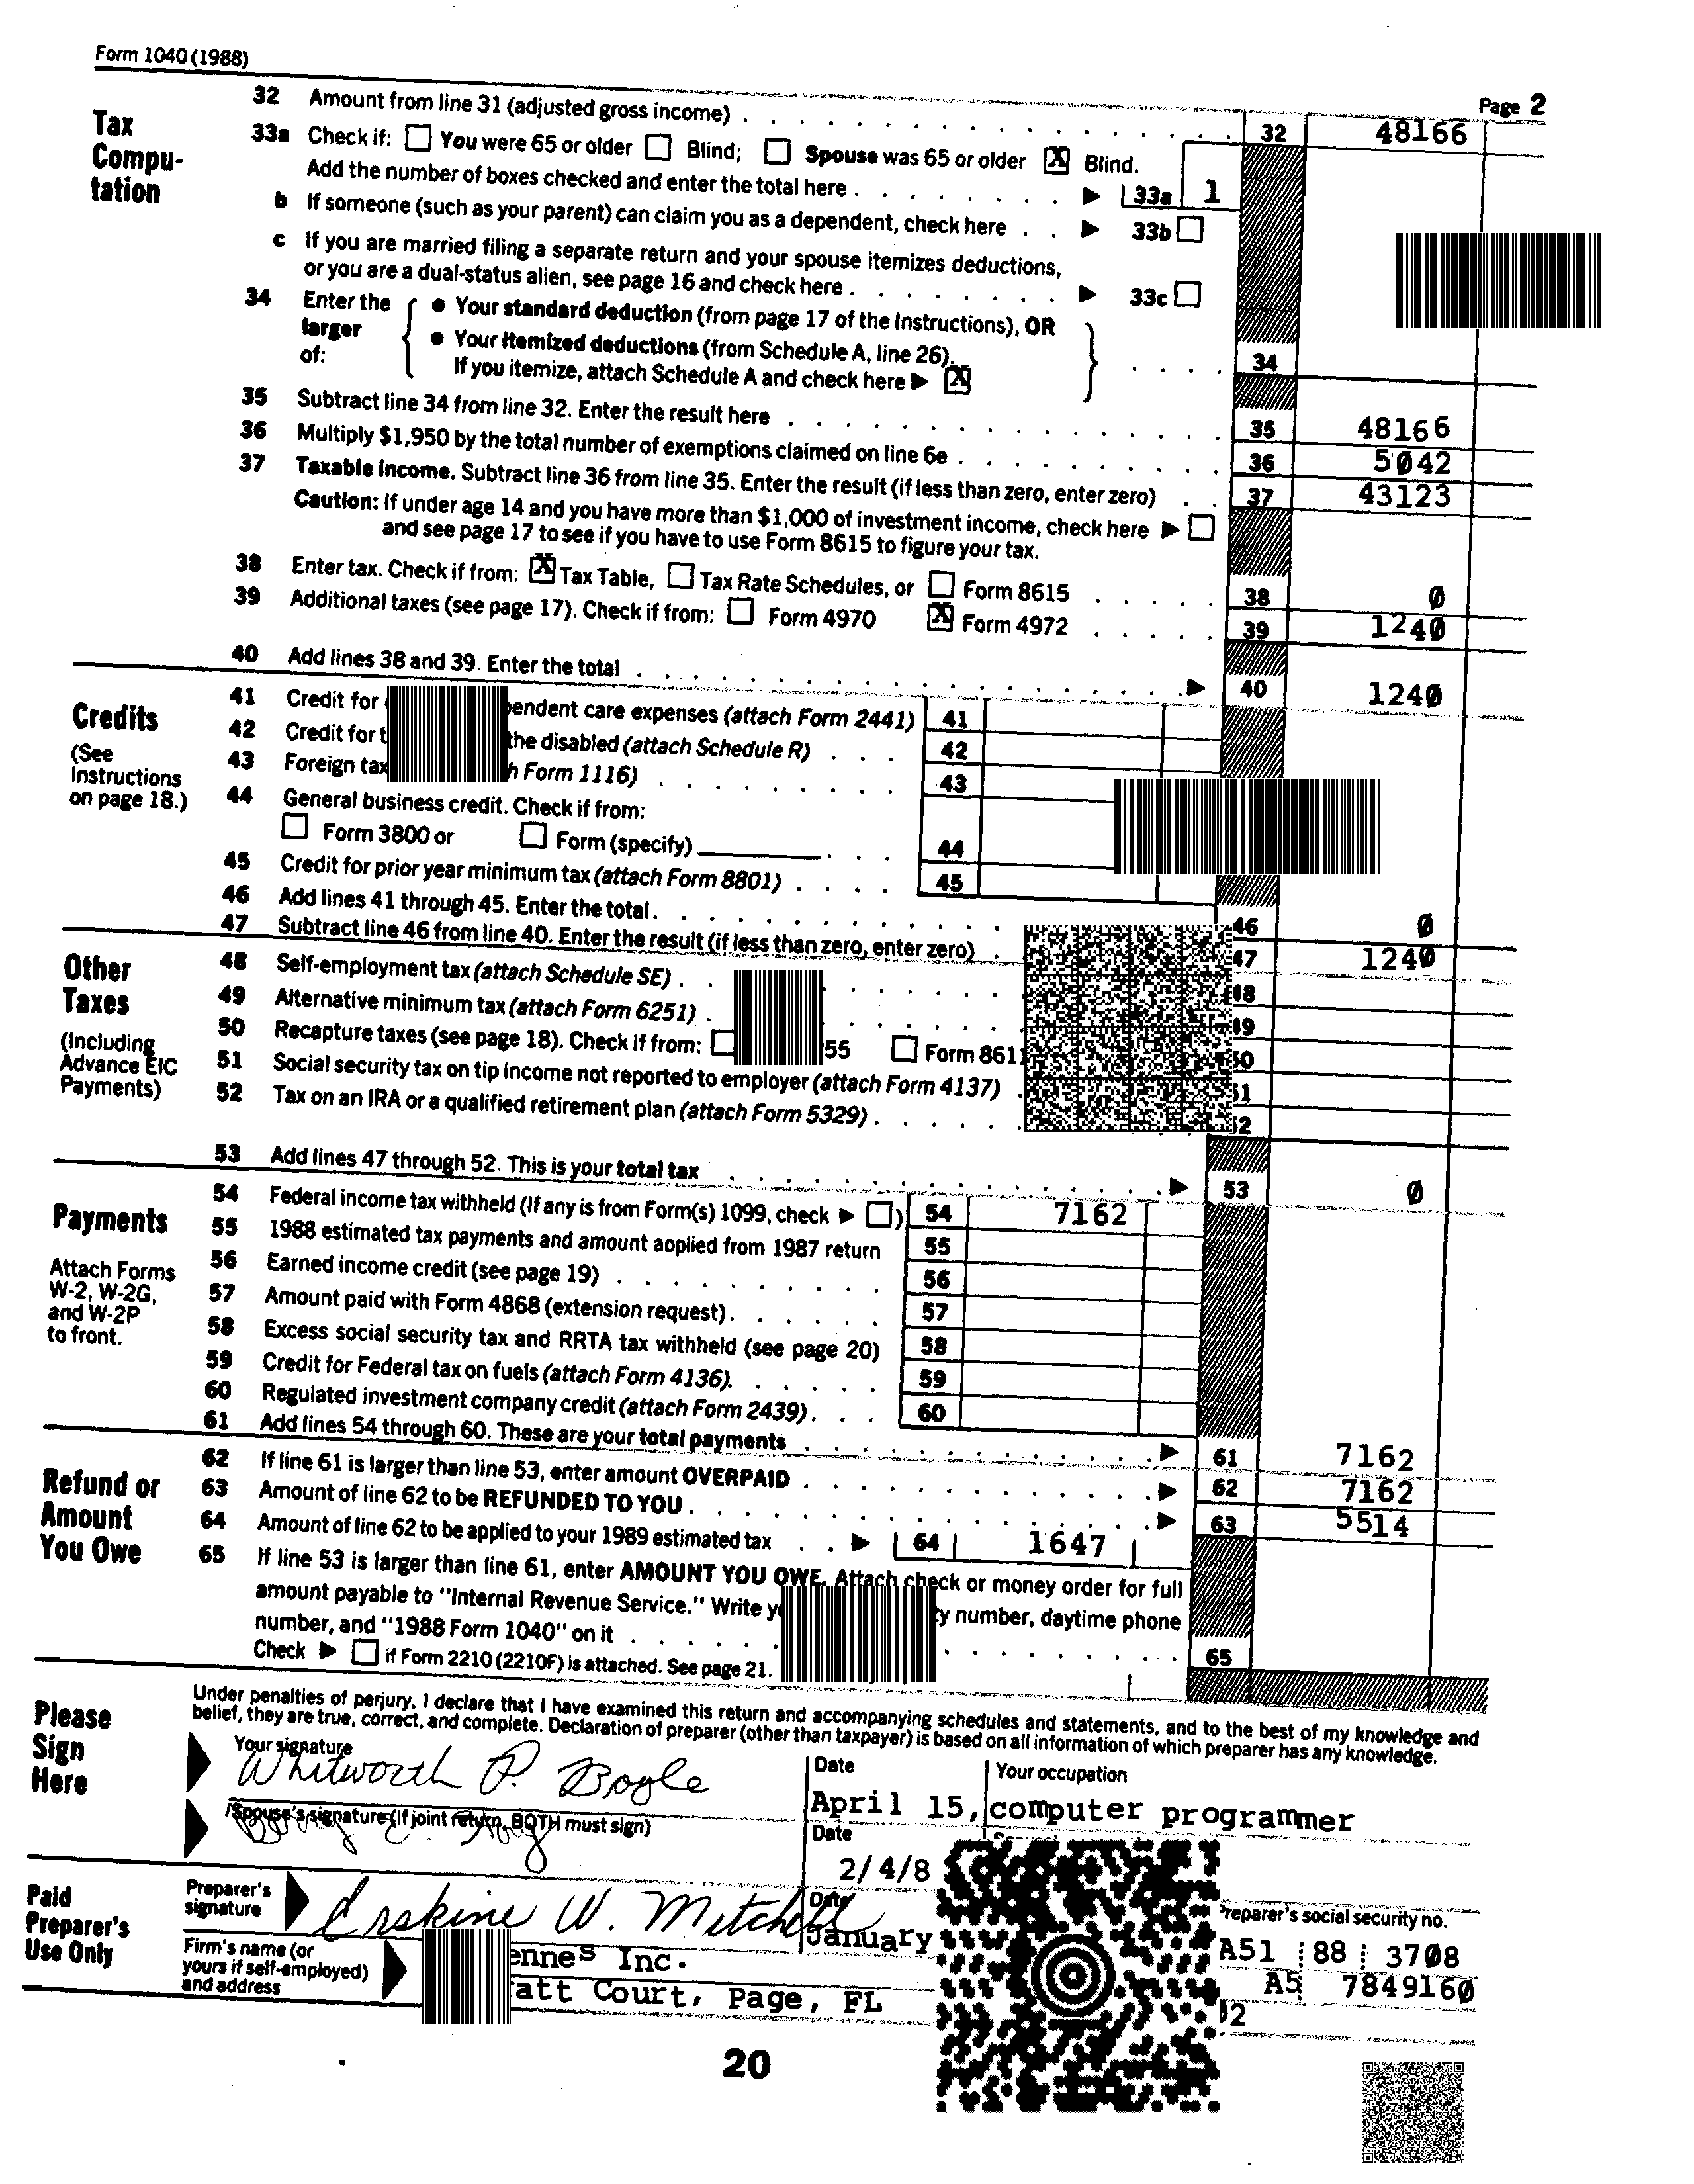 Form 1040 (1988)
Page 2
Tax Compu-tation
32 Amount from line 31 (adjusted gross income) 32 48166
33a Check if: You were 65 or older Blind; Spouse was 65 or older X Blind.
Add the number of boxes checked and enter the total here 33a 1
b If someone (such as your parent) can claim you as a dependent, check here 33b
c If you are married filing a separate return and your spouse itemizes deductions,
or you are a dual-status alien, see page 16 and check here 33c
34 Enter the larger of:
• Your standard deduction (from page 17 of the Instructions), OR
• Your itemized deductions (from Schedule A, line 26).
If you itemize, attach Schedule A and check here X 34
35 Subtract line 34 from line 32. Enter the result here 35 48166
36 Multiply $1,950 by the total number of exemptions claimed on line 6e 36 5042
37 Taxable income. Subtract line 36 from line 35. Enter the result (if less than zero, enter zero) 37 43123
Caution: If under age 14 and you have more than $1,000 of investment income, check here
and see page 17 to see if you have to use Form 8615 to figure your tax.
38 Enter tax. Check if from: X Tax Table, Tax Rate Schedules, or Form 8615 38 0
39 Additional taxes (see page 17). Check if from: Form 4970 X Form 4972 39 1240
40 Add lines 38 and 39. Enter the total 40 1240
Credits
(See Instructions on page 18.)
41 Credit for pendent care expenses (attach Form 2441) 41
42 Credit for the disabled (attach Schedule R) 42
43 Foreign tax Form 1116) 43
44 General business credit. Check if from:
Form 3800 or Form (specify) 44
45 Credit for prior year minimum tax (attach Form 8801) 45
46 Add lines 41 through 45. Enter the total 46 0
47 Subtract line 46 from line 40. Enter the result (if less than zero, enter zero) 47 1240
Other Taxes
(Including Advance EIC Payments)
48 Self-employment tax (attach Schedule SE) 48
49 Alternative minimum tax (attach Form 6251) 49
50 Recapture taxes (see page 18). Check if from: 55 Form 861 50
51 Social security tax on tip income not reported to employer (attach Form 4137) 51
52 Tax on an IRA or a qualified retirement plan (attach Form 5329) 52
53 Add lines 47 through 52. This is your total tax 53 0
Payments
Attach Forms W-2, W-2G, and W-2P to front.
54 Federal income tax withheld (If any is from Form(s) 1099, check ) 54 7162
55 1988 estimated tax payments and amount applied from 1987 return 55
56 Earned income credit (see page 19) 56
57 Amount paid with Form 4868 (extension request) 57
58 Excess social security tax and RRTA tax withheld (see page 20) 58
59 Credit for Federal tax on fuels (attach Form 4136) 59
60 Regulated investment company credit (attach Form 2439) 60
61 Add lines 54 through 60. These are your total payments 61 7162
Refund or Amount You Owe
62 If line 61 is larger than line 53, enter amount OVERPAID 62 7162
63 Amount of line 62 to be REFUNDED TO YOU 63 5514
64 Amount of line 62 to be applied to your 1989 estimated tax 64 1647
65 If line 53 is larger than line 61, enter AMOUNT YOU OWE. Attach check or money order for full
amount payable to "Internal Revenue Service." Write number, daytime phone
number, and "1988 Form 1040" on it
Check if Form 2210 (2210F) is attached. See page 21. 65
Please Sign Here
Under penalties of perjury, I declare that I have examined this return and accompanying schedules and statements, and to the best of my knowledge and
belief, they are true, correct, and complete. Declaration of preparer (other than taxpayer) is based on all information of which preparer has any knowledge.
Your signature Date Your occupation
Whitworth P. Boyle April 15, computer programmer
Spouse's signature (if joint return, BOTH must sign) Date
2/4/8
Paid Preparer's Use Only
Preparer's signature Date Preparer's social security no.
Erskine W. Mitchell January A51 88 3708
Firm's name (or yours if self-employed) and address
ennes Inc. A5 7849160
att Court, Page, FL 02
20